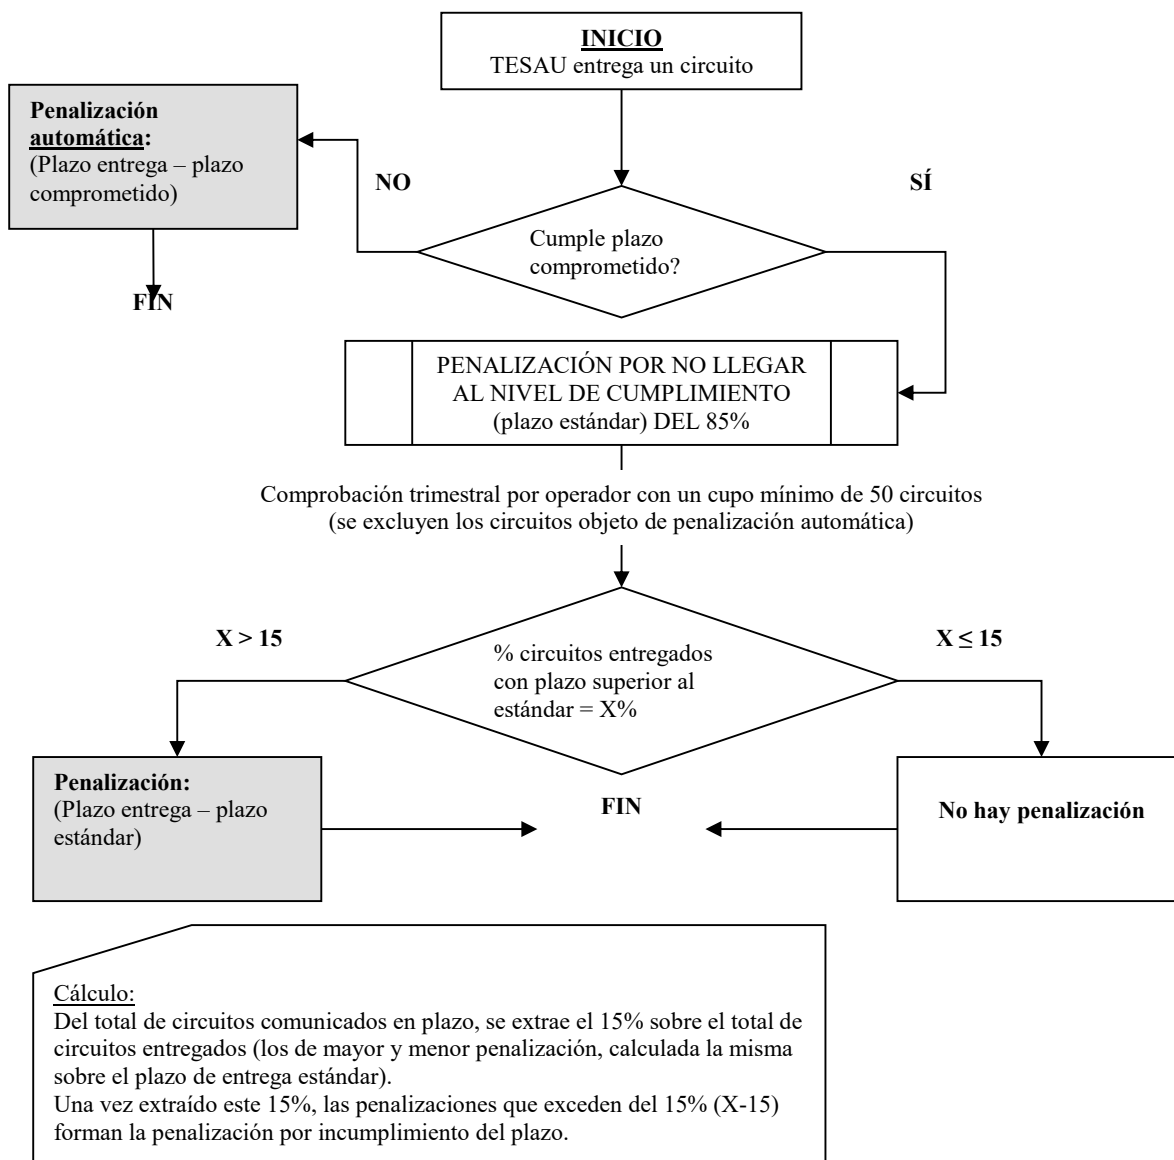 INICIO
TESAU entrega un circuito
Penalización
automática:
(Plazo entrega – plazo
comprometido)
NO
SÍ
Cumple plazo
comprometido?
FIN
PENALIZACIÓN POR NO LLEGAR
AL NIVEL DE CUMPLIMIENTO
(plazo estándar) DEL 85%
Comprobación trimestral por operador con un cupo mínimo de 50 circuitos
(se excluyen los circuitos objeto de penalización automática)
X > 15
X ≤ 15
% circuitos entregados
con plazo superior al
estándar = X%
Penalización:
(Plazo entrega – plazo
estándar)
FIN
No hay penalización
Cálculo:
Del total de circuitos comunicados en plazo, se extrae el 15% sobre el total de
circuitos entregados (los de mayor y menor penalización, calculada la misma
sobre el plazo de entrega estándar).
Una vez extraído este 15%, las penalizaciones que exceden del 15% (X-15)
forman la penalización por incumplimiento del plazo.